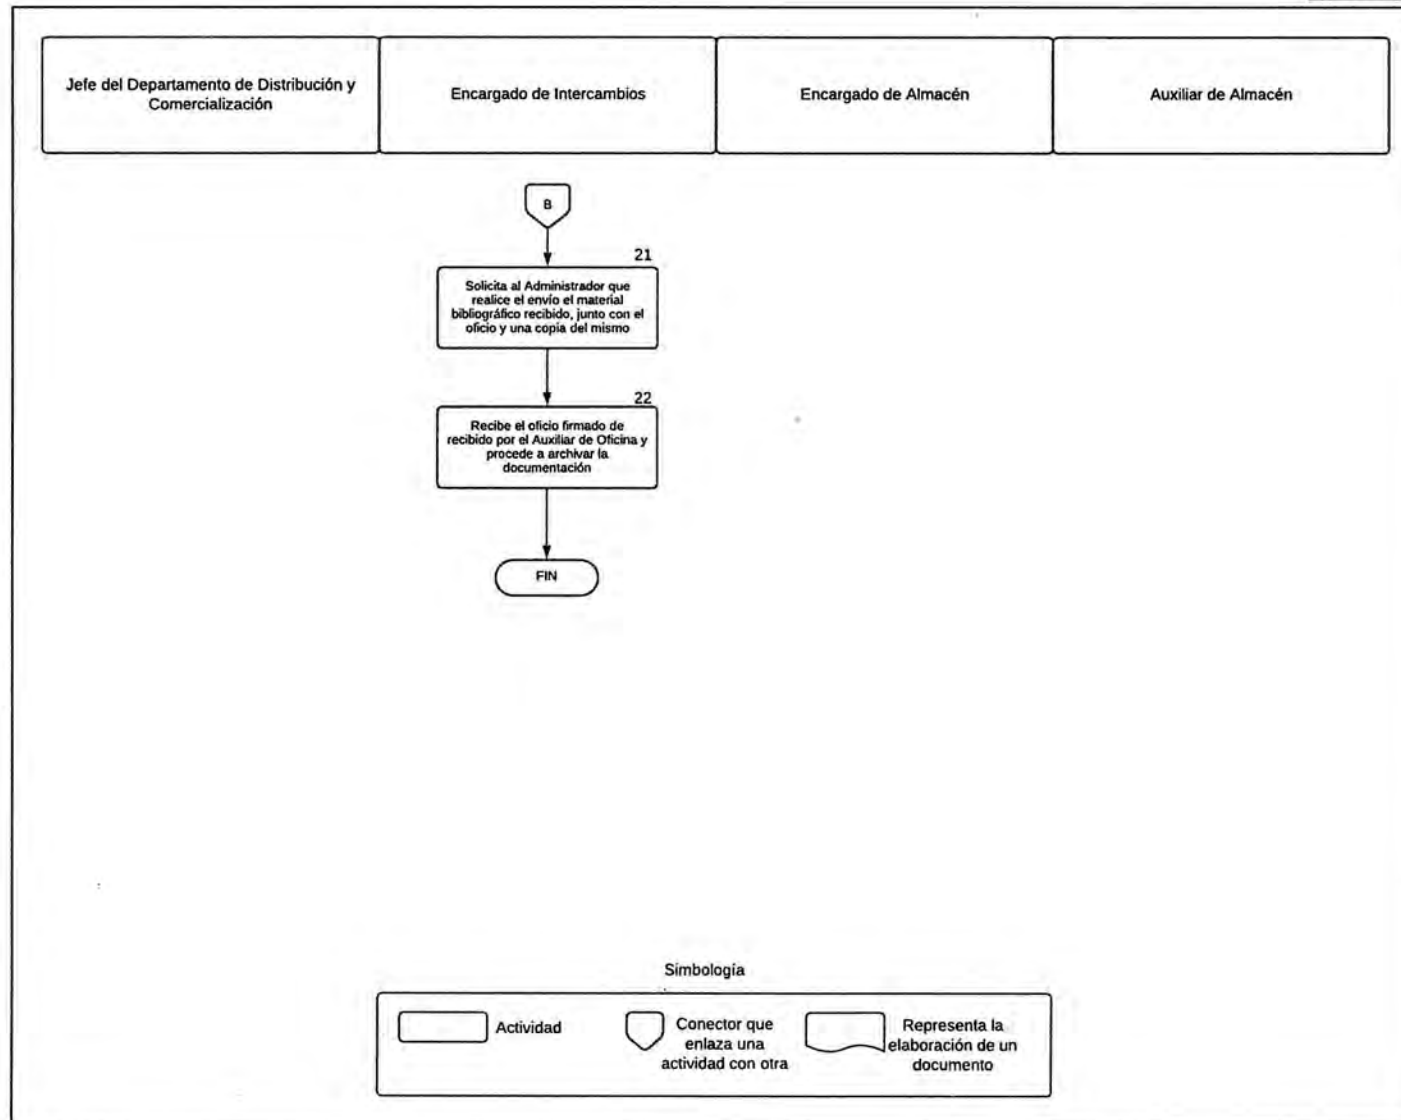 Jefe del Departamento de Distribución y
Comercialización
Encargado de Intercambios
Encargado de Almacén
Auxiliar de Almacén
B
21
Solicita al Administrador que
realice el envío el material
bibliográfico recibido, junto con el
oficio y una copia del mismo
22
Recibe el oficio firmado de
recibido por el Auxiliar de Oficina y
procede a archivar la
documentación
FIN
Simbología
Actividad
Conector que
enlaza una
actividad con otra
Representa la
elaboración de un
documento